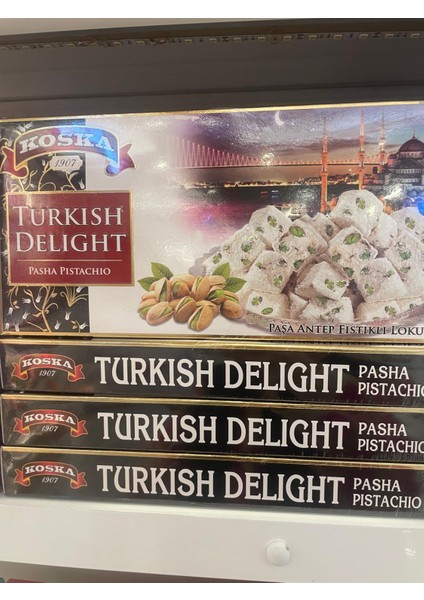 KOSKA
1907
TURKISH
DELIGHT
PASHA PISTACHIO
PAŞA ANTEP FISTIKLI LOKU
KOSKA
1907
TURKISH DELIGHT
PASHA
PISTACHIO
KOSKA
1907
TURKISH DELIGHT
PASHA
PISTACHIO
KOSKA
1907
TURKISH DELIGHT
PASHA
PISTACHIO